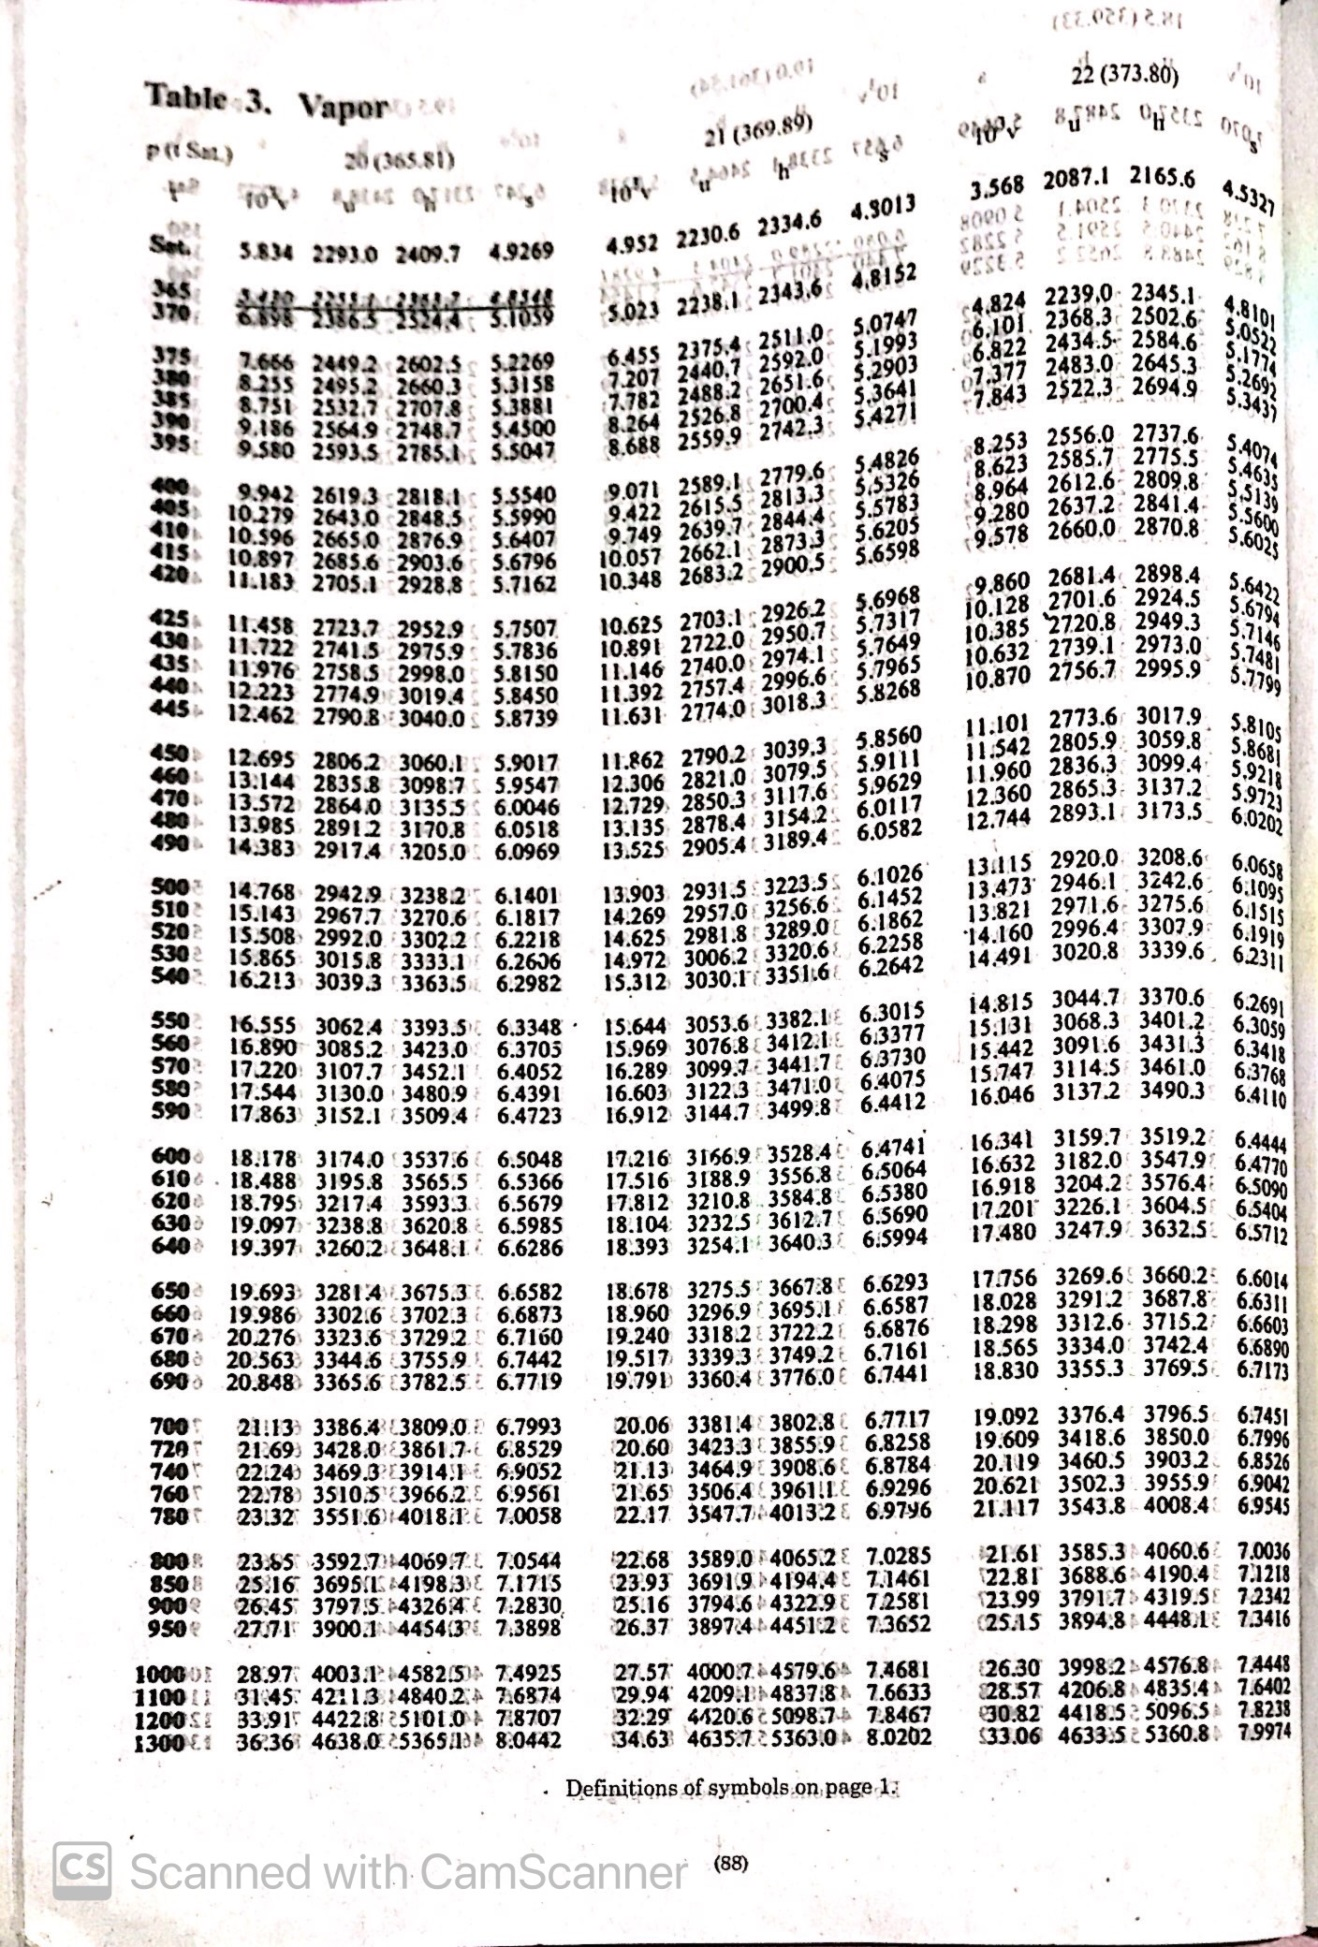 Table 3. Vapor
p (t Sat.) 20 (365.81) 21 (369.89) 22 (373.80)
t 10³v u h s 10³v u h s 10³v u h s
Sat. 5.834 2293.0 2409.7 4.9269 4.952 2230.6 2334.6 4.8013 3.568 2087.1 2165.6 4.5327
365 4.8548
370 6.898 2386.5 2524.4 5.1059 5.023 2238.1 2343.6 4.8152
375 7.666 2449.2 2602.5 5.2269 6.455 2375.4 2511.0 5.0747 4.824 2239.0 2345.1 4.8101
380 8.255 2495.2 2660.3 5.3158 7.207 2440.7 2592.0 5.1993 6.101 2368.3 2502.6 5.0522
385 8.751 2532.7 2707.8 5.3881 7.782 2488.2 2651.6 5.2903 6.822 2434.5 2584.6 5.1774
390 9.186 2564.9 2748.7 5.4500 8.264 2526.8 2700.4 5.3641 7.377 2483.0 2645.3 5.2692
395 9.580 2593.5 2785.1 5.5047 8.688 2559.9 2742.3 5.4271 7.843 2522.3 2694.9 5.3437
400 9.942 2619.3 2818.1 5.5540 9.071 2589.1 2779.6 5.4826 8.253 2556.0 2737.6 5.4074
405 10.279 2643.0 2848.5 5.5990 9.422 2615.5 2813.3 5.5326 8.623 2585.7 2775.5 5.4635
410 10.596 2665.0 2876.9 5.6407 9.749 2639.7 2844.4 5.5783 8.964 2612.6 2809.8 5.5139
415 10.897 2685.6 2903.6 5.6796 10.057 2662.1 2873.3 5.6205 9.280 2637.2 2841.4 5.5600
420 11.183 2705.1 2928.8 5.7162 10.348 2683.2 2900.5 5.6598 9.578 2660.0 2870.8 5.6025
425 11.458 2723.7 2952.9 5.7507 10.625 2703.1 2926.2 5.6968 9.860 2681.4 2898.4 5.6422
430 11.722 2741.5 2975.9 5.7836 10.891 2722.0 2950.7 5.7317 10.128 2701.6 2924.5 5.6794
435 11.976 2758.5 2998.0 5.8150 11.146 2740.0 2974.1 5.7649 10.385 2720.8 2949.3 5.7146
440 12.223 2774.9 3019.4 5.8450 11.392 2757.4 2996.6 5.7965 10.632 2739.1 2973.0 5.7481
445 12.462 2790.8 3040.0 5.8739 11.631 2774.0 3018.3 5.8268 10.870 2756.7 2995.9 5.7799
450 12.695 2806.2 3060.1 5.9017 11.862 2790.2 3039.3 5.8560 11.101 2773.6 3017.9 5.8105
460 13.144 2835.8 3098.7 5.9547 12.306 2821.0 3079.5 5.9111 11.542 2805.9 3059.8 5.8681
470 13.572 2864.0 3135.5 6.0046 12.729 2850.3 3117.6 5.9629 11.960 2836.3 3099.4 5.9218
480 13.985 2891.2 3170.8 6.0518 13.135 2878.4 3154.2 6.0117 12.360 2865.3 3137.2 5.9723
490 14.383 2917.4 3205.0 6.0969 13.525 2905.4 3189.4 6.0582 12.744 2893.1 3173.5 6.0202
500 14.768 2942.9 3238.2 6.1401 13.903 2931.5 3223.5 6.1026 13.115 2920.0 3208.6 6.0658
510 15.143 2967.7 3270.6 6.1817 14.269 2957.0 3256.6 6.1452 13.473 2946.1 3242.6 6.1095
520 15.508 2992.0 3302.2 6.2218 14.625 2981.8 3289.0 6.1862 13.821 2971.6 3275.6 6.1515
530 15.865 3015.8 3333.1 6.2606 14.972 3006.2 3320.6 6.2258 14.160 2996.4 3307.9 6.1919
540 16.213 3039.3 3363.5 6.2982 15.312 3030.1 3351.6 6.2642 14.491 3020.8 3339.6 6.2311
550 16.555 3062.4 3393.5 6.3348 15.644 3053.6 3382.1 6.3015 14.815 3044.7 3370.6 6.2691
560 16.890 3085.2 3423.0 6.3705 15.969 3076.8 3412.1 6.3377 15.131 3068.3 3401.2 6.3059
570 17.220 3107.7 3452.1 6.4052 16.289 3099.7 3441.7 6.3730 15.442 3091.6 3431.3 6.3418
580 17.544 3130.0 3480.9 6.4391 16.603 3122.3 3471.0 6.4075 15.747 3114.5 3461.0 6.3768
590 17.863 3152.1 3509.4 6.4723 16.912 3144.7 3499.8 6.4412 16.046 3137.2 3490.3 6.4110
600 18.178 3174.0 3537.6 6.5048 17.216 3166.9 3528.4 6.4741 16.341 3159.7 3519.2 6.4444
610 18.488 3195.8 3565.5 6.5366 17.516 3188.9 3556.8 6.5064 16.632 3182.0 3547.9 6.4770
620 18.795 3217.4 3593.3 6.5679 17.812 3210.8 3584.8 6.5380 16.918 3204.2 3576.4 6.5090
630 19.097 3238.8 3620.8 6.5985 18.104 3232.5 3612.7 6.5690 17.201 3226.1 3604.5 6.5404
640 19.397 3260.2 3648.1 6.6286 18.393 3254.1 3640.3 6.5994 17.480 3247.9 3632.5 6.5712
650 19.693 3281.4 3675.3 6.6582 18.678 3275.5 3667.8 6.6293 17.756 3269.6 3660.2 6.6014
660 19.986 3302.6 3702.3 6.6873 18.960 3296.9 3695.1 6.6587 18.028 3291.2 3687.8 6.6311
670 20.276 3323.6 3729.2 6.7160 19.240 3318.2 3722.2 6.6876 18.298 3312.6 3715.2 6.6603
680 20.563 3344.6 3755.9 6.7442 19.517 3339.3 3749.2 6.7161 18.565 3334.0 3742.4 6.6890
690 20.848 3365.6 3782.5 6.7719 19.791 3360.4 3776.0 6.7441 18.830 3355.3 3769.5 6.7173
700 21.13 3386.4 3809.0 6.7993 20.06 3381.4 3802.8 6.7717 19.092 3376.4 3796.5 6.7451
720 21.69 3428.0 3861.7 6.8529 20.60 3423.3 3855.9 6.8258 19.609 3418.6 3850.0 6.7996
740 22.24 3469.3 3914.1 6.9052 21.13 3464.9 3908.6 6.8784 20.119 3460.5 3903.2 6.8526
760 22.78 3510.5 3966.2 6.9561 21.65 3506.4 3961.1 6.9296 20.621 3502.3 3955.9 6.9042
780 23.32 3551.6 4018.1 7.0058 22.17 3547.7 4013.2 6.9796 21.117 3543.8 4008.4 6.9545
800 23.85 3592.7 4069.7 7.0544 22.68 3589.0 4065.2 7.0285 21.61 3585.3 4060.6 7.0036
850 25.16 3695.1 4198.3 7.1715 23.93 3691.9 4194.4 7.1461 22.81 3688.6 4190.4 7.1218
900 26.45 3797.5 4326.4 7.2830 25.16 3794.6 4322.9 7.2581 23.99 3791.7 4319.5 7.2342
950 27.71 3900.1 4454.3 7.3898 26.37 3897.4 4451.2 7.3652 25.15 3894.8 4448.1 7.3416
1000 28.97 4003.1 4582.5 7.4925 27.57 4000.7 4579.6 7.4681 26.30 3998.2 4576.8 7.4448
1100 31.45 4211.3 4840.2 7.6874 29.94 4209.1 4837.8 7.6633 28.57 4206.8 4835.4 7.6402
1200 33.91 4422.8 5101.0 7.8707 32.29 4420.6 5098.7 7.8467 30.82 4418.5 5096.5 7.8238
1300 36.36 4638.0 5365.1 8.0442 34.63 4635.7 5363.0 8.0202 33.06 4633.5 5360.8 7.9974
Definitions of symbols on page 1.
(88)
CS Scanned with CamScanner